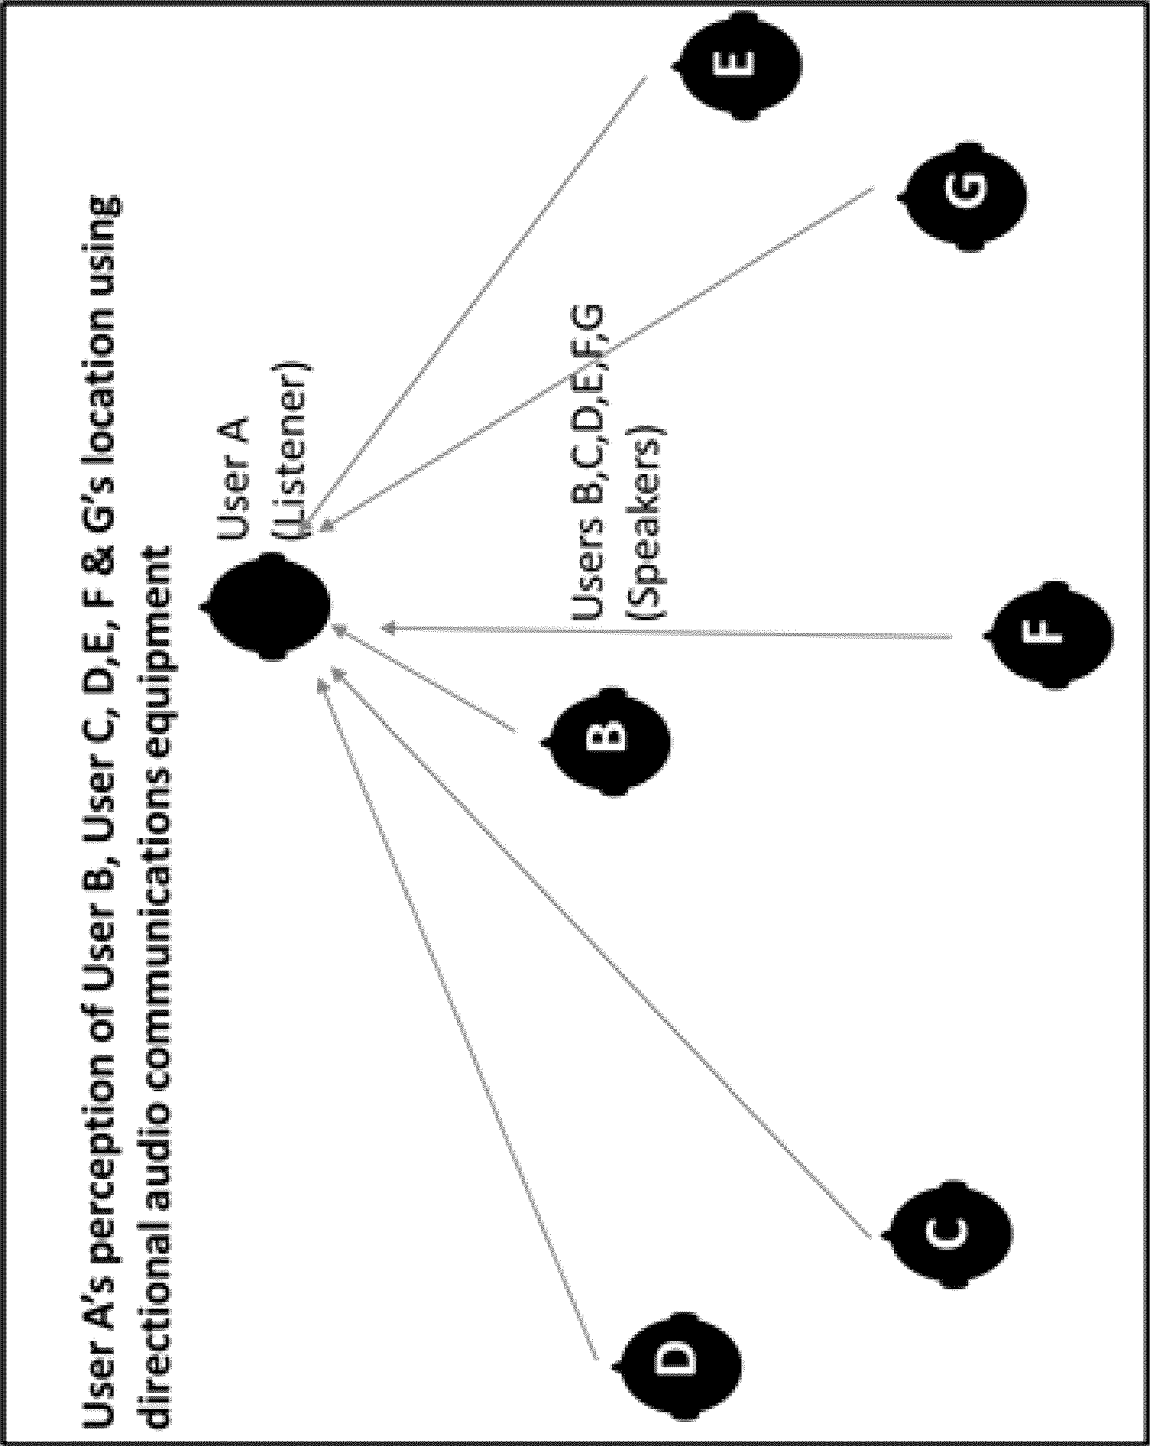 User A's perception of User B, User C, D,E, F & G's location using
directional audio communications equipment
User A
(Listener)
Users B,C,D,E,F,G
(Speakers)
D
B
E
C
G
F